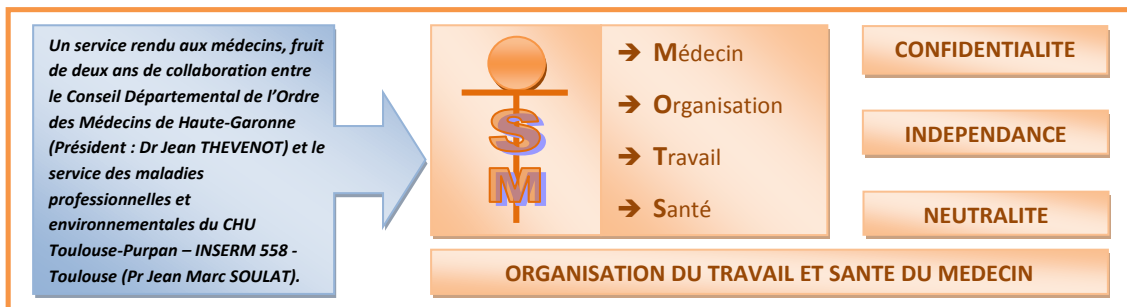 Un service rendu aux médecins, fruit
de deux ans de collaboration entre
le Conseil Départemental de l'Ordre
des Médecins de Haute-Garonne
(Président : Dr Jean THEVENOT) et le
service des maladies
professionnelles et
environnementales du CHU
Toulouse-Purpan – INSERM 558 -
Toulouse (Pr Jean Marc SOULAT).
S
M
➔ Médecin
➔ Organisation
➔ Travail
➔ Santé
CONFIDENTIALITE
INDEPENDANCE
NEUTRALITE
ORGANISATION DU TRAVAIL ET SANTE DU MEDECIN